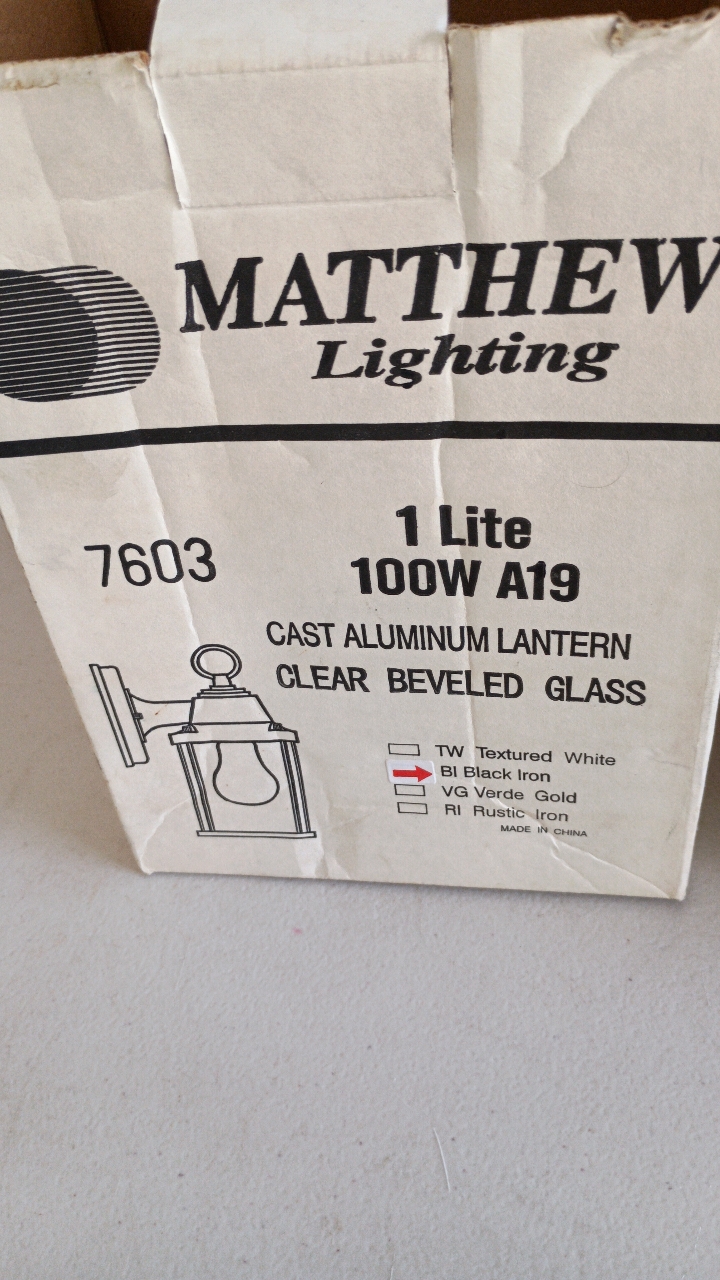 MATTHEW
Lighting
7603
1 Lite
100W A19
CAST ALUMINUM LANTERN
CLEAR BEVELED GLASS
TW Textured White
BI Black Iron
VG Verde Gold
RI Rustic Iron
MADE IN CHINA